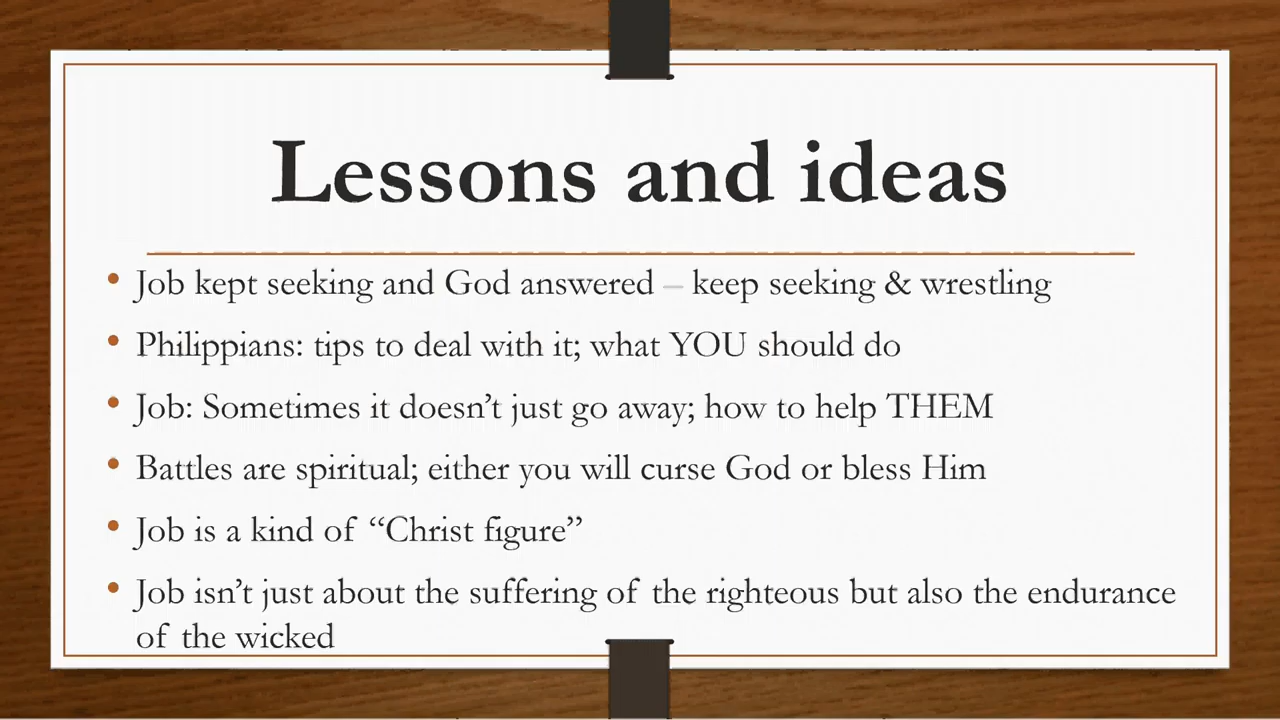 Lessons and ideas
• Job kept seeking and God answered – keep seeking & wrestling
• Philippians: tips to deal with it; what YOU should do
• Job: Sometimes it doesn’t just go away; how to help THEM
• Battles are spiritual; either you will curse God or bless Him
• Job is a kind of “Christ figure”
• Job isn’t just about the suffering of the righteous but also the endurance
of the wicked